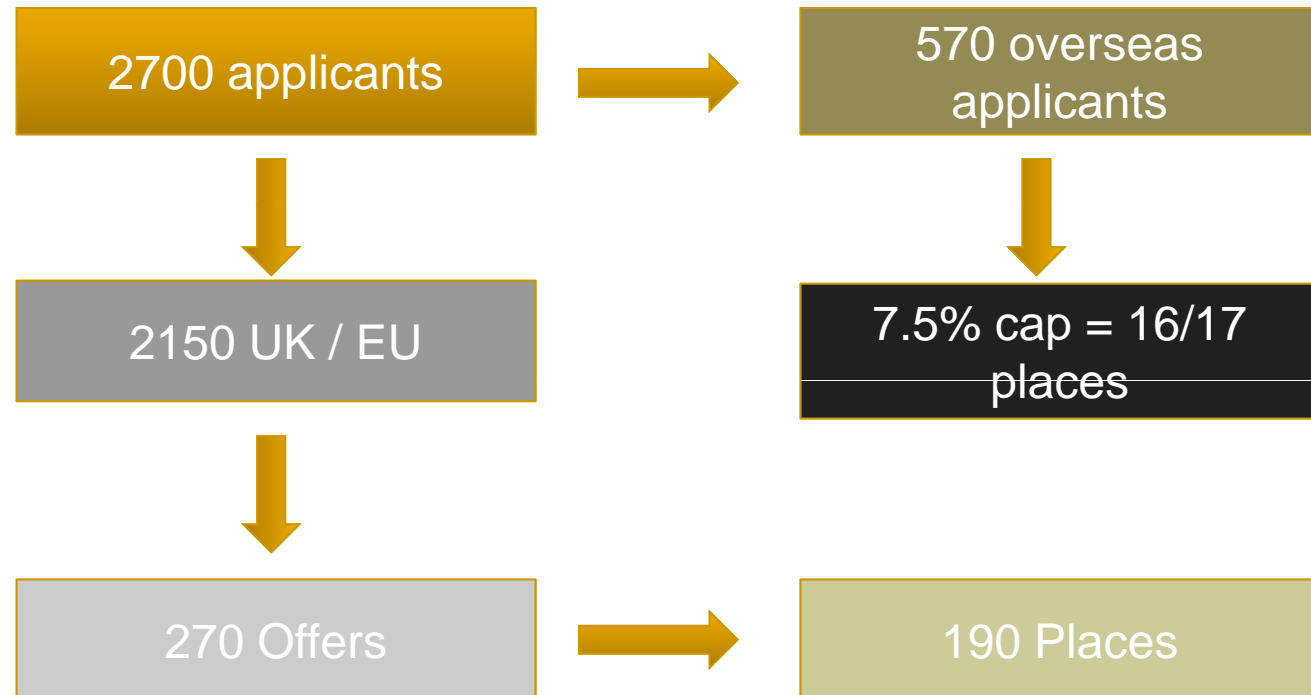 2700 applicants
570 overseas
applicants
2150 UK / EU
7.5% cap = 16/17
places
270 Offers
190 Places